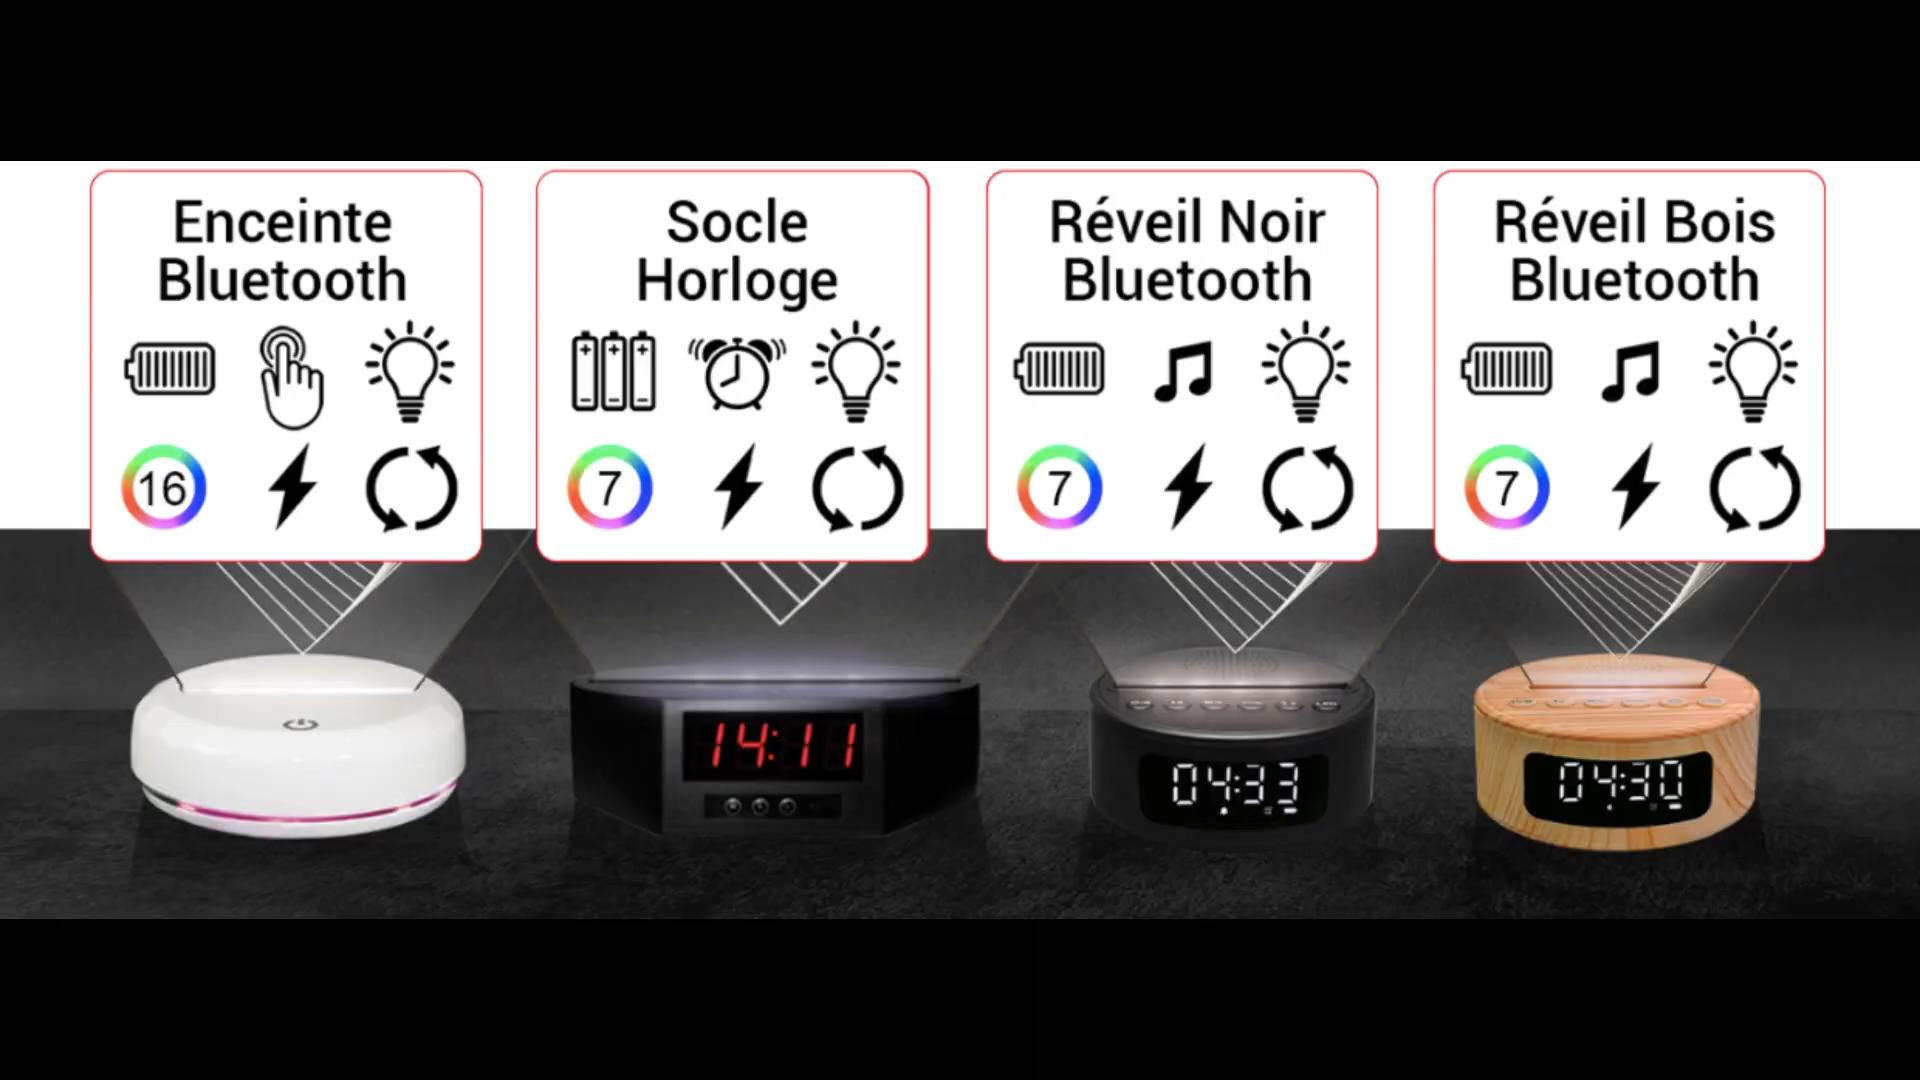 Enceinte
Bluetooth
16
Socle
Horloge
7
14:11
Réveil Noir
Bluetooth
7
04:33
Réveil Bois
Bluetooth
7
04:30